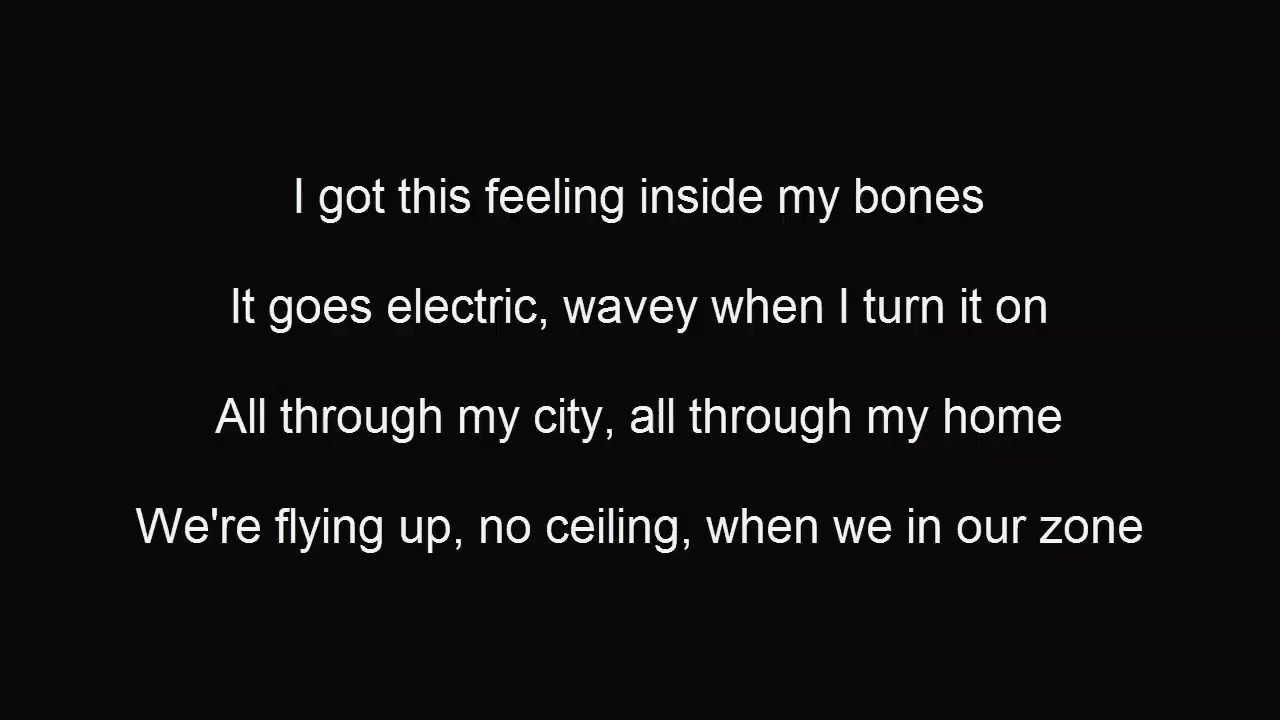 I got this feeling inside my bones
It goes electric, wavey when I turn it on
All through my city, all through my home
We're flying up, no ceiling, when we in our zone